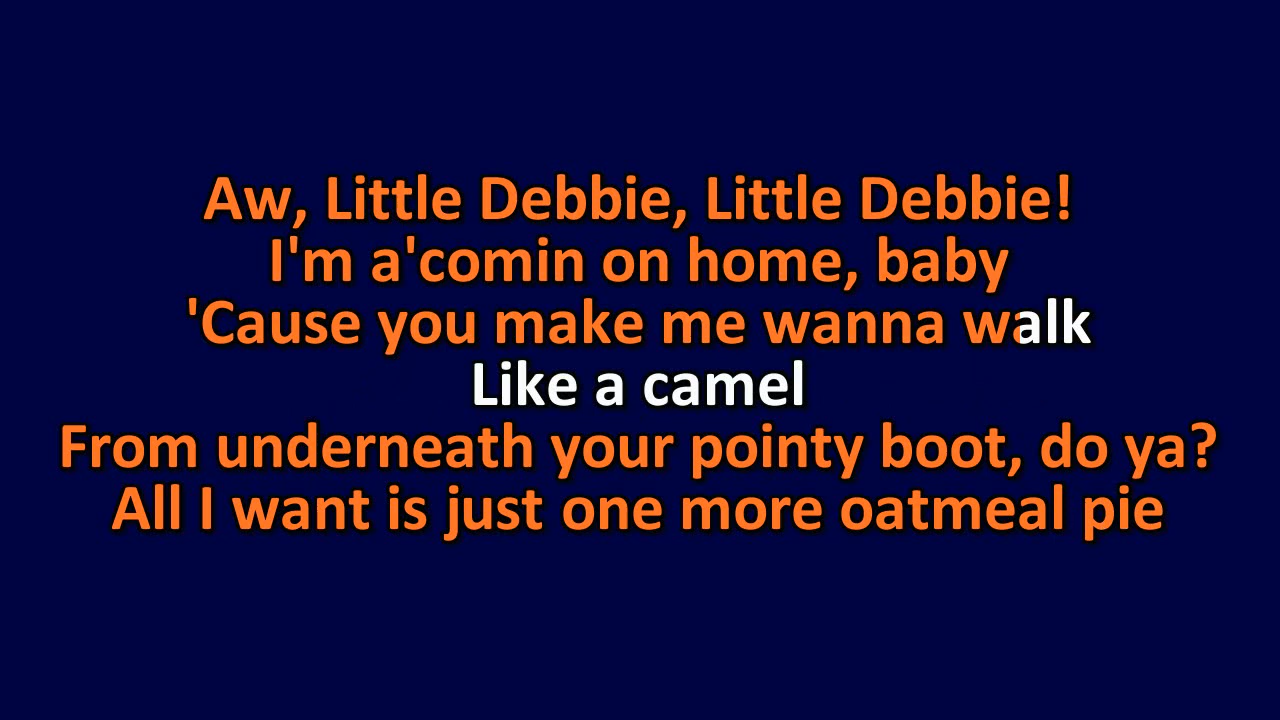 Aw, Little Debbie, Little Debbie!
I'm a'comin on home, baby
'Cause you make me wanna walk
Like a camel
From underneath your pointy boot, do ya?
All I want is just one more oatmeal pie